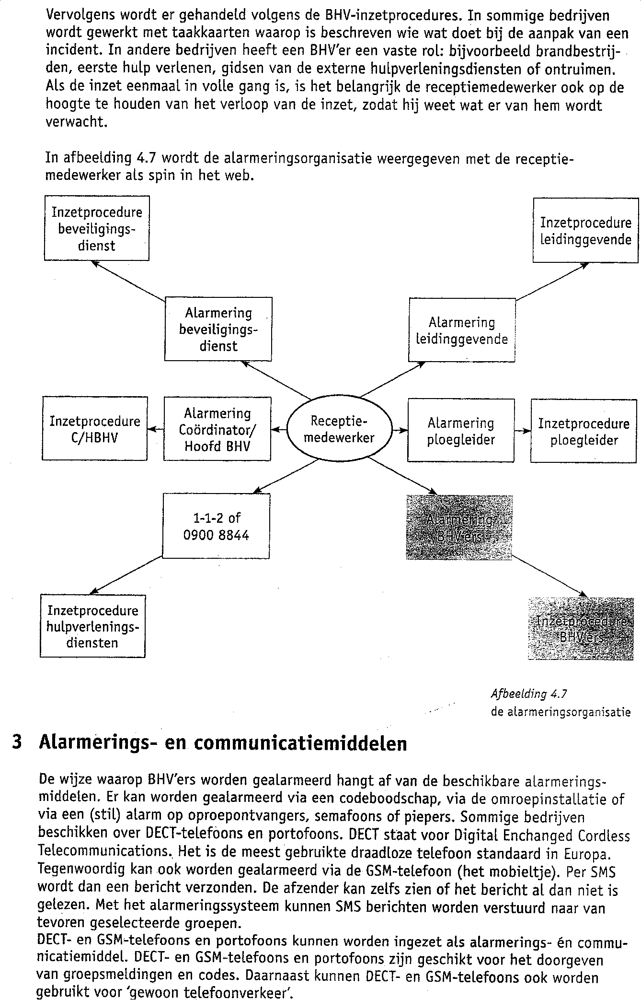 Vervolgens wordt er gehandeld volgens de BHV-inzetprocedures. In sommige bedrijven
wordt gewerkt met taakkaarten waarop is beschreven wie wat doet bij de aanpak van een
incident. In andere bedrijven heeft een BHV'er een vaste rol: bijvoorbeeld brandbestrij-
den, eerste hulp verlenen, gidsen van de externe hulpverleningsdiensten of ontruimen.
Als de inzet eenmaal in volle gang is, is het belangrijk de receptiemedewerker ook op de
hoogte te houden van het verloop van de inzet, zodat hij weet wat er van hem wordt
verwacht.
In afbeelding 4.7 wordt de alarmeringsorganisatie weergegeven met de receptie-
medewerker als spin in het web.
Inzetprocedure
beveiligings-
dienst
Inzetprocedure
leidinggevende
Alarmering
beveiligings-
dienst
Alarmering
leidinggevende
Inzetprocedure
C/HBHV
Alarmering
Coördinator/
Hoofd BHV
Receptie-
medewerker
Alarmering
ploegleider
Inzetprocedure
ploegleider
1-1-2 of
0900 8844
Alarmering
BHV'ers
Inzetprocedure
hulpverlenings-
diensten
Inzetprocedure
BHV'ers
Afbeelding 4.7
de alarmeringsorganisatie
3 Alarmerings- en communicatiemiddelen
De wijze waarop BHV'ers worden gealarmeerd hangt af van de beschikbare alarmerings-
middelen. Er kan worden gealarmeerd via een codeboodschap, via de omroepinstallatie of
via een (stil) alarm op oproepontvangers, semafoons of piepers. Sommige bedrijven
beschikken over DECT-telefoons en portofoons. DECT staat voor Digital Enchanged Cordless
Telecommunications. Het is de meest gebruikte draadloze telefoon standaard in Europa.
Tegenwoordig kan ook worden gealarmeerd via de GSM-telefoon (het mobieltje). Per SMS
wordt dan een bericht verzonden. De afzender kan zelfs zien of het bericht al dan niet is
gelezen. Met het alarmeringssysteem kunnen SMS berichten worden verstuurd naar van
tevoren geselecteerde groepen.
DECT- en GSM-telefoons en portofoons kunnen worden ingezet als alarmerings- én commu-
nicatiemiddel. DECT- en GSM-telefoons en portofoons zijn geschikt voor het doorgeven
van groepsmeldingen en codes. Daarnaast kunnen DECT- en GSM-telefoons ook worden
gebruikt voor 'gewoon telefoonverkeer'.